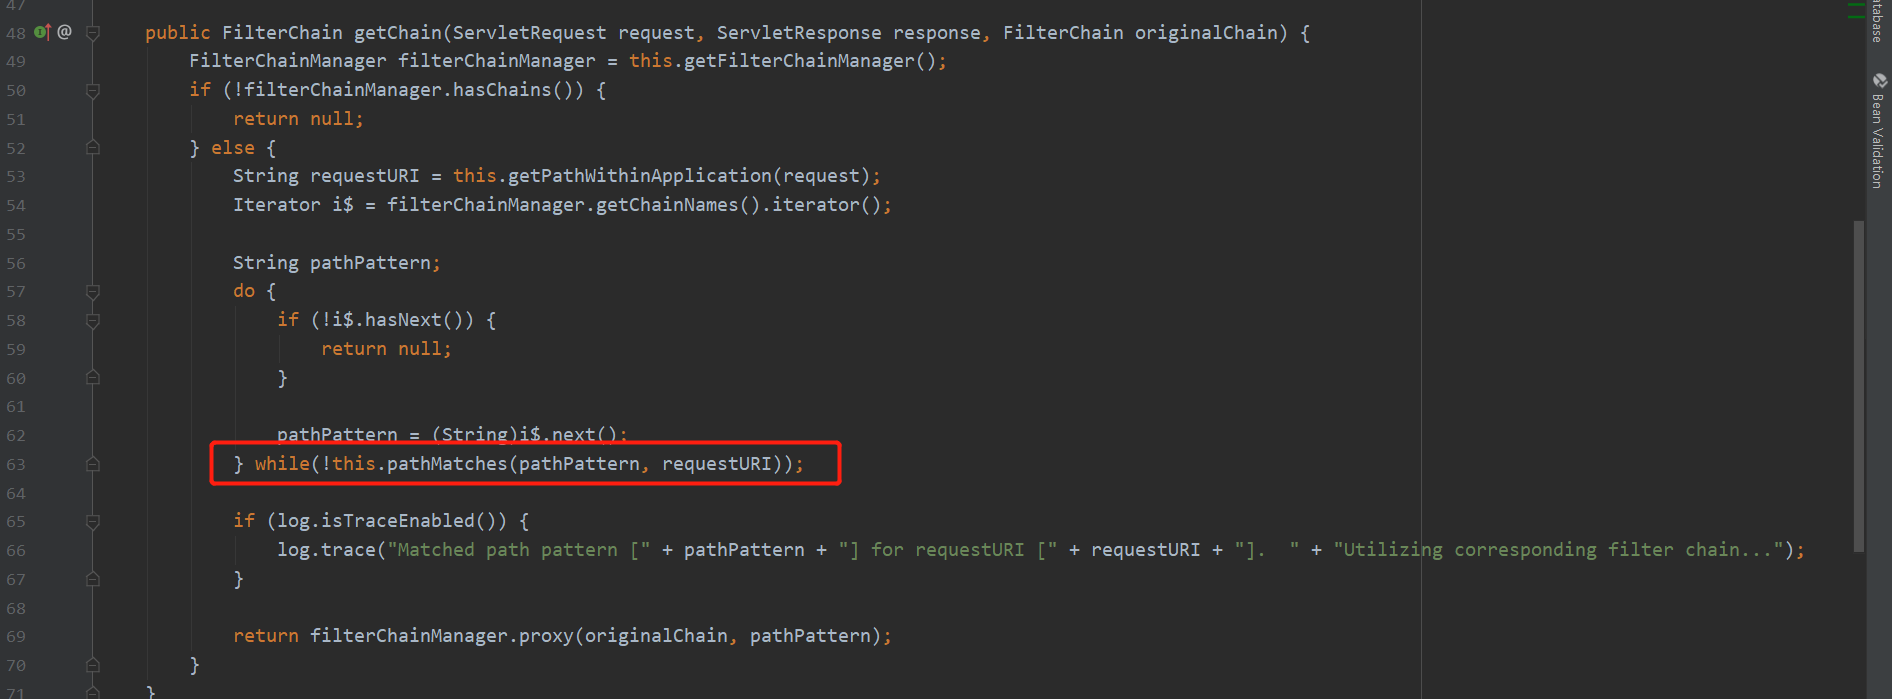 47
48 @ public FilterChain getChain(ServletRequest request, ServletResponse response, FilterChain originalChain) {
49 FilterChainManager filterChainManager = this.getFilterChainManager();
50 if (!filterChainManager.hasChains()) {
51 return null;
52 } else {
53 String requestURI = this.getPathWithinApplication(request);
54 Iterator i$ = filterChainManager.getChainNames().iterator();
55
56 String pathPattern;
57 do {
58 if (!i$.hasNext()) {
59 return null;
60 }
61
62 pathPattern = (String)i$.next();
63 } while(!this.pathMatches(pathPattern, requestURI));
64
65 if (log.isTraceEnabled()) {
66 log.trace("Matched path pattern [" + pathPattern + "] for requestURI [" + requestURI + "].  " + "Utilizing corresponding filter chain...");
67 }
68
69 return filterChainManager.proxy(originalChain, pathPattern);
70 }
71 }
atabase
Bean Validation